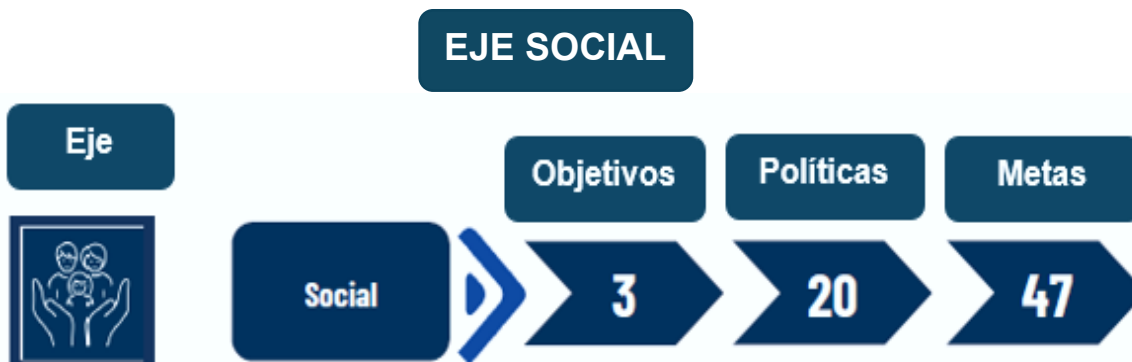 EJE SOCIAL
Eje
Objetivos
Políticas
Metas
Social
3
20
47